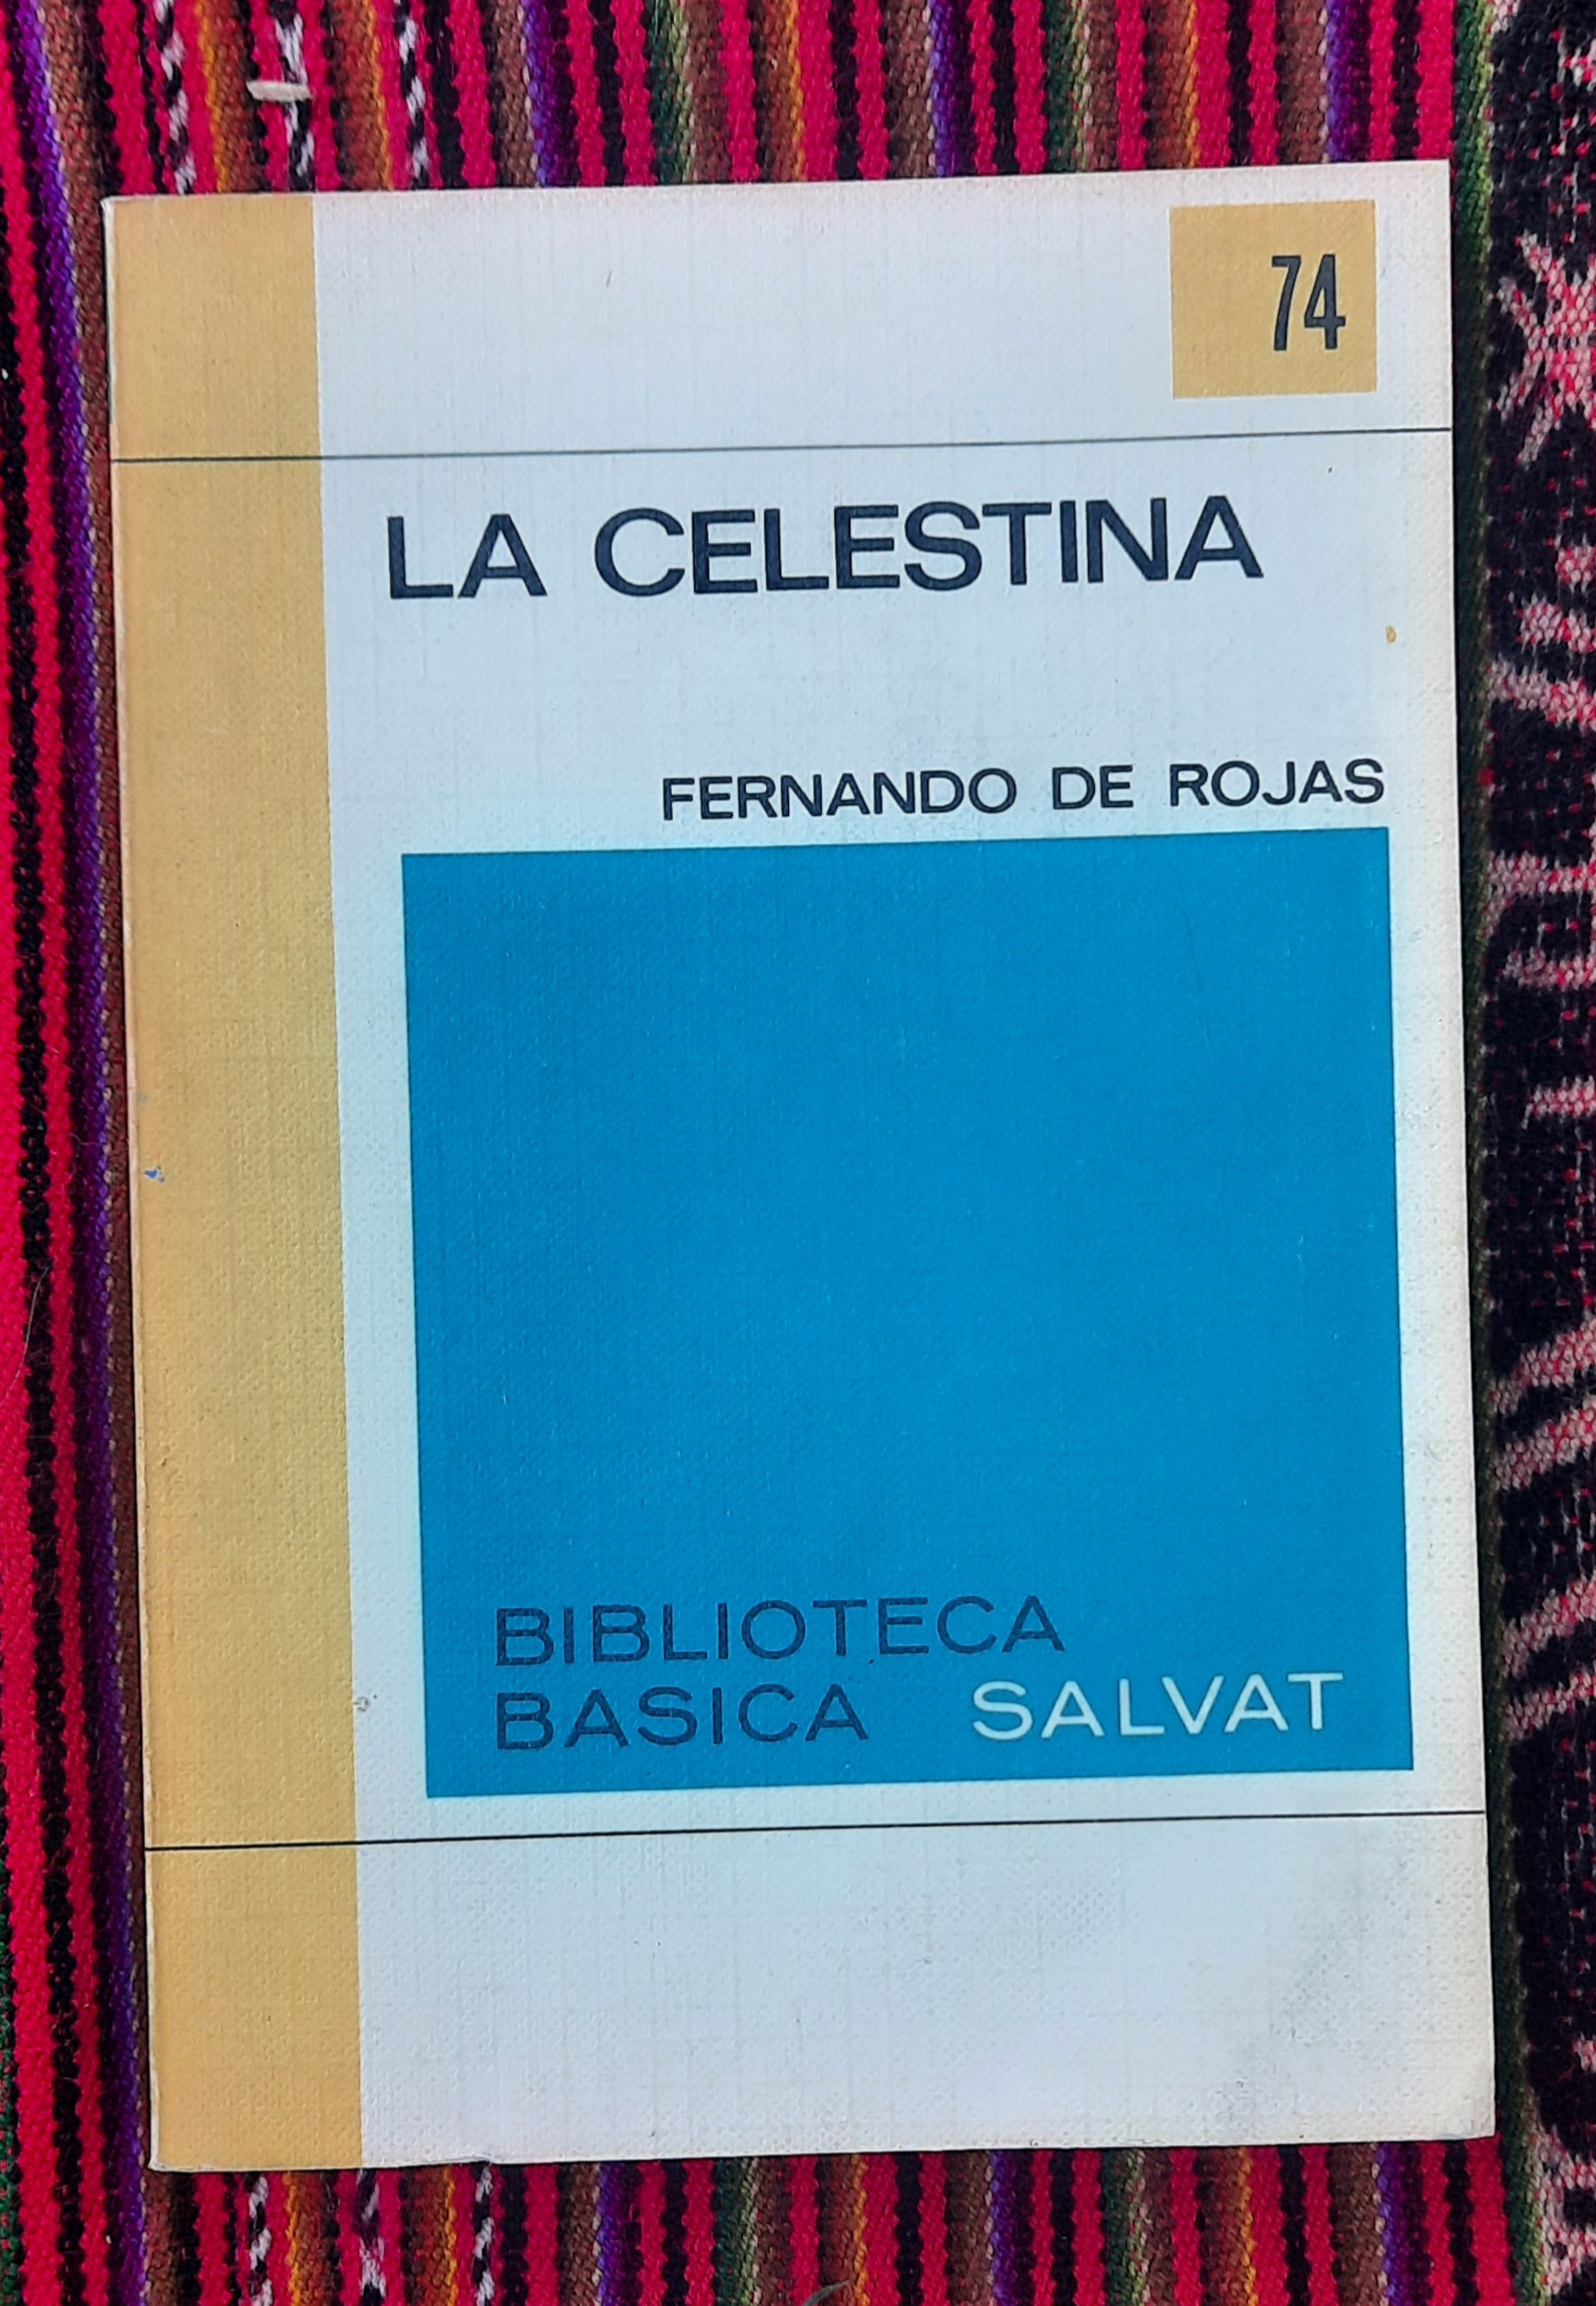 74
LA CELESTINA
FERNANDO DE ROJAS
BIBLIOTECA
BASICA SALVAT